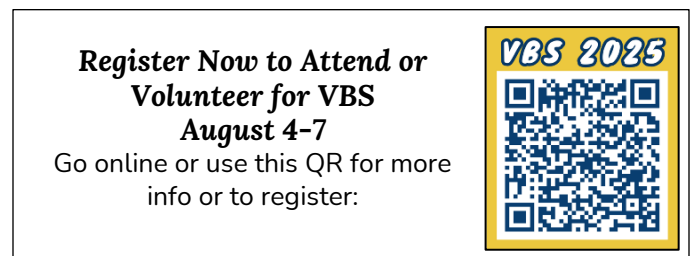 Register Now to Attend or
Volunteer for VBS
August 4-7
Go online or use this QR for more
info or to register:
VBS 2025